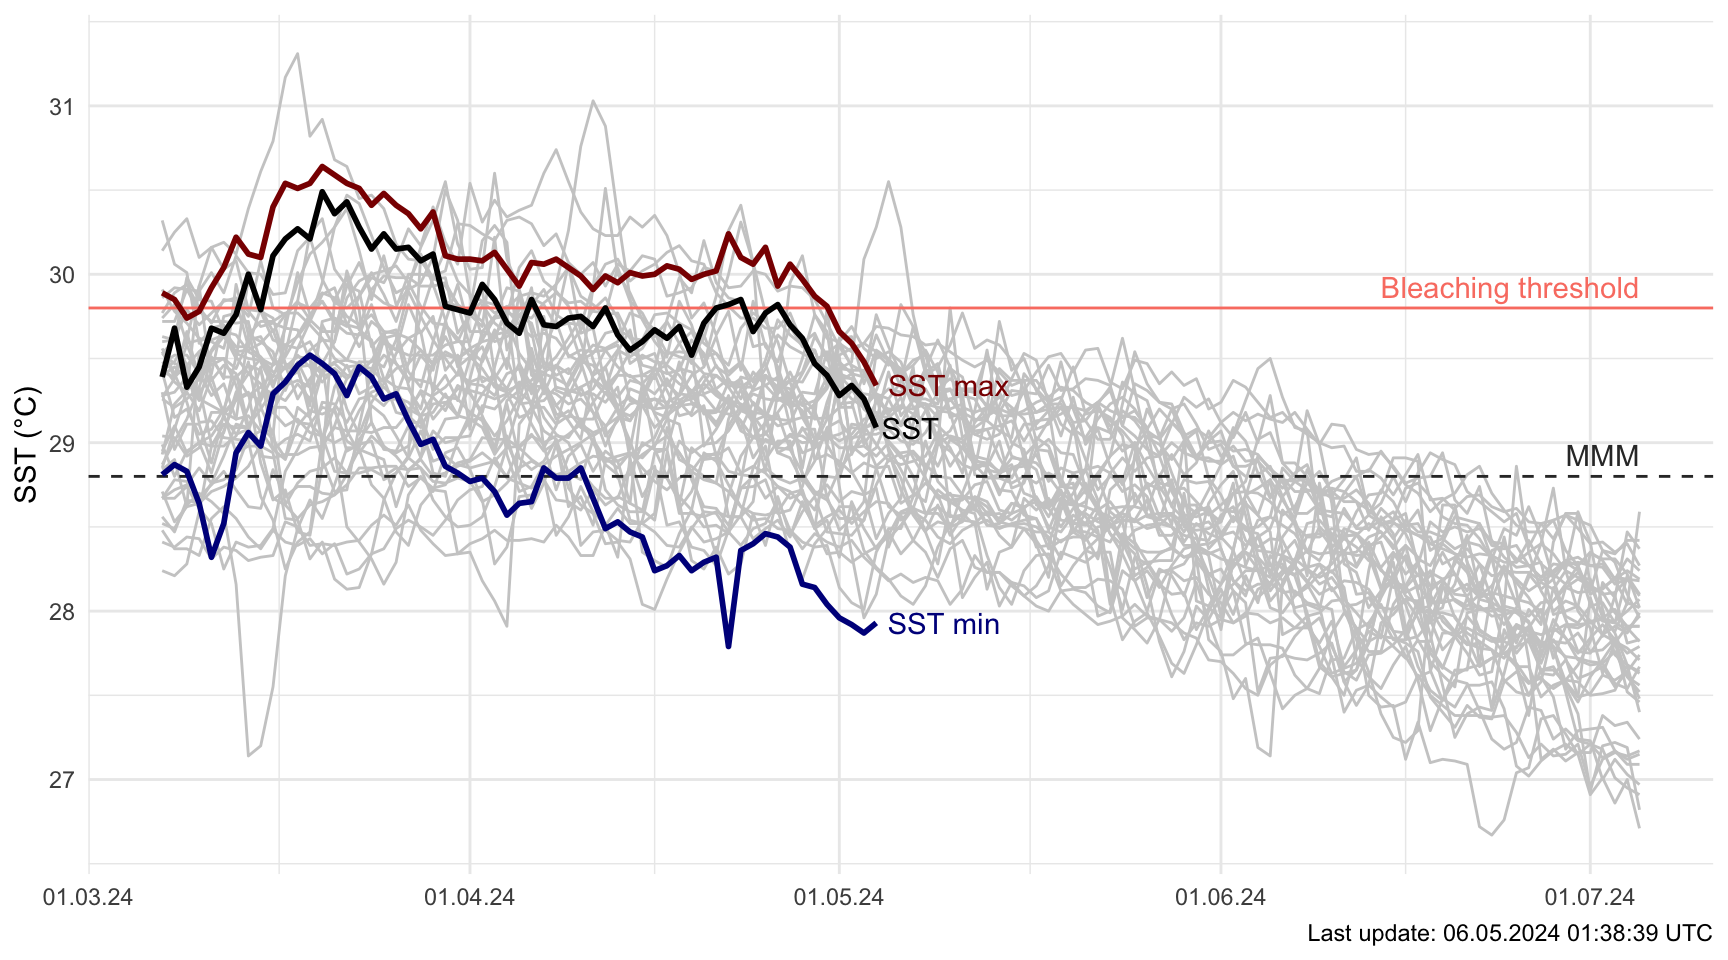 31
30
29
28
27
SST (°C)
Bleaching threshold
SST max
SST
MMM
SST min
01.03.24
01.04.24
01.05.24
01.06.24
01.07.24
Last update: 06.05.2024 01:38:39 UTC